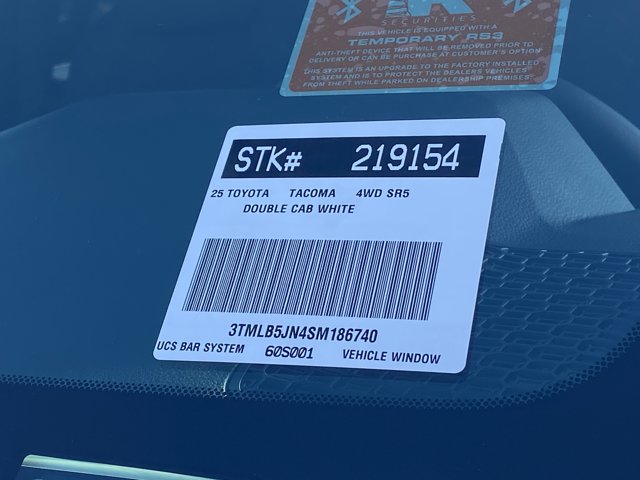 K
SECURITIES
THIS VEHICLE IS EQUIPPED WITH A
TEMPORARY RS3
ANTI-THEFT DEVICE THAT WILL BE REMOVED PRIOR TO
DELIVERY OR CAN BE PURCHASE AT CUSTOMER'S OPTION
THIS SYSTEM IS AN UPGRADE TO THE FACTORY INSTALLED
SYSTEM AND IS TO PROTECT THE DEALERS VEHICLES'
FROM THEFT WHILE PARKED ON DEALERSHIP PREMISES.
STK# 219154
25 TOYOTA TACOMA 4WD SR5
DOUBLE CAB WHITE
3TMLB5JN4SM186740
UCS BAR SYSTEM 60S001 VEHICLE WINDOW